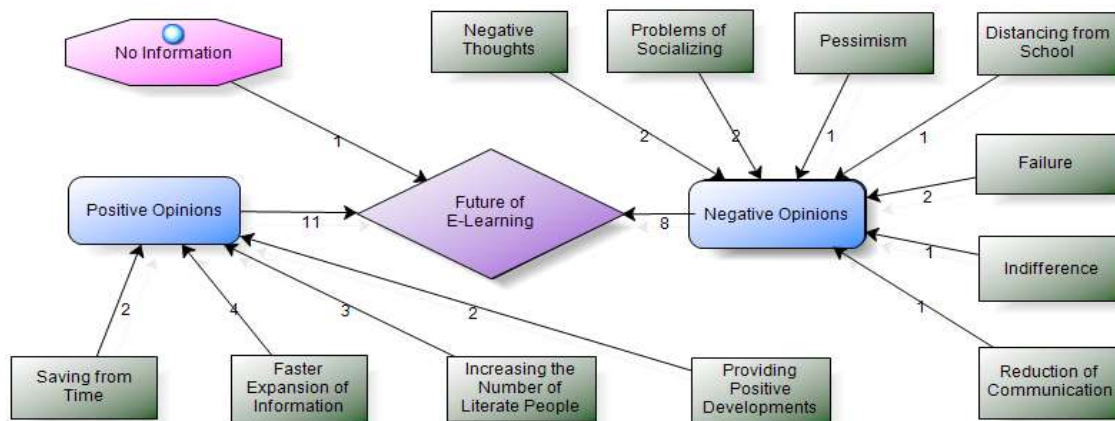 No Information
Negative
Thoughts
Problems of
Socializing
Pessimism
Distancing from
School
1
2
2
1
1
Failure
2
Positive Opinions
11
Future of
E-Learning
8
Negative Opinions
1
Indifference
2
4
3
2
1
Saving from
Time
Faster
Expansion of
Information
Increasing the
Number of
Literate People
Providing
Positive
Developments
Reduction of
Communication